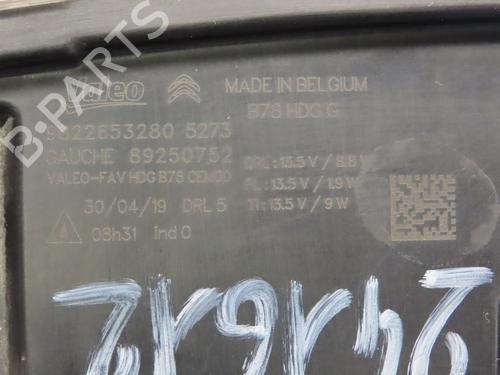 B-PARTS
Valeo
MADE IN BELGIUM
B78 HDG G
9822653280 5273
GAUCHE 89250752
VALEO-FAV HDG B78 CEMOO
DRL: 13.5 V / 8.8 W
PL: 13.5 V / 1.9 W
TI: 13.5 V / 9 W
30/04/19 DRL 5
08h31 ind 0